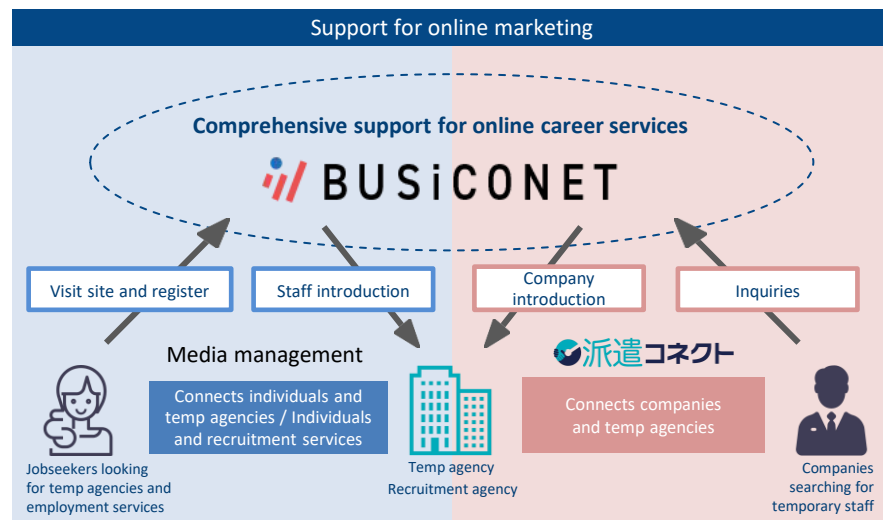 Support for online marketing
Comprehensive support for online career services
BUSiCONET
Visit site and register
Staff introduction
Company
introduction
Inquiries
Media management
派遣コネクト
Connects individuals and
temp agencies / Individuals
and recruitment services
Connects companies
and temp agencies
Jobseekers looking
for temp agencies and
employment services
Temp agency
Recruitment agency
Companies
searching for
temporary staff